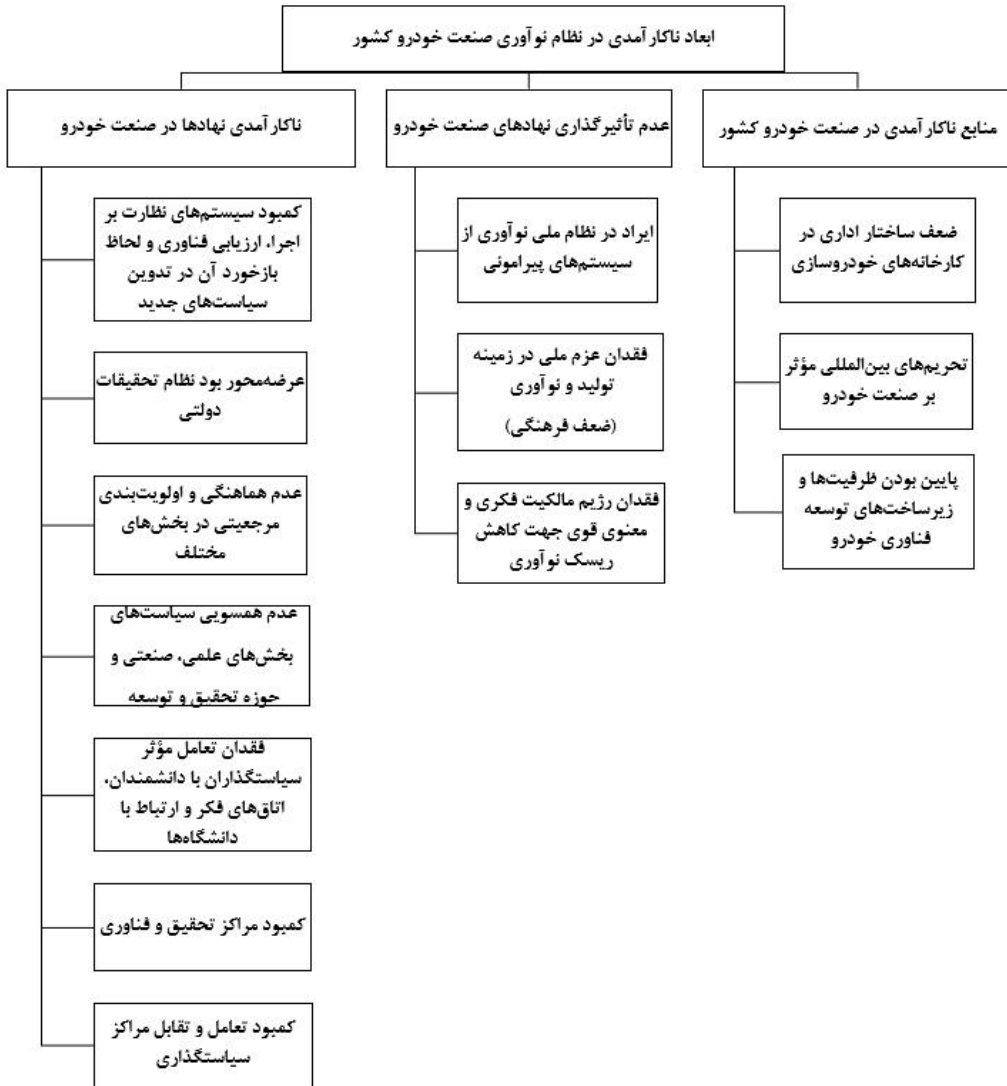 ابعاد ناکارآمدی در نظام نوآوری صنعت خودرو کشور
منابع ناکارآمدی در صنعت خودرو کشور
ضعف ساختار اداری در
کارخانه‌های خودروسازی
تحریم‌های بین‌المللی مؤثر
بر صنعت خودرو
پایین بودن ظرفیت‌ها و
زیرساخت‌های توسعه
فناوری خودرو
عدم تأثیرگذاری نهادهای صنعت خودرو
ایراد در نظام ملی نوآوری از
سیستم‌های پیرامونی
فقدان عزم ملی در زمینه
تولید و نوآوری
(ضعف فرهنگی)
فقدان رژیم مالکیت فکری و
معنوی قوی جهت کاهش
ریسک نوآوری
ناکارآمدی نهادها در صنعت خودرو
کمبود سیستم‌های نظارت بر
اجرا، ارزیابی فناوری و لحاظ
بازخورد آن در تدوین
سیاست‌های جدید
عرضه‌محور بود نظام تحقیقات
دولتی
عدم هماهنگی و اولویت‌بندی
مرجعیتی در بخش‌های
مختلف
عدم همسویی سیاست‌های
بخش‌های علمی، صنعتی و
حوزه تحقیق و توسعه
فقدان تعامل مؤثر
سیاستگذاران با دانشمندان،
اتاق‌های فکر و ارتباط با
دانشگاه‌ها
کمبود مراکز تحقیق و فناوری
کمبود تعامل و تقابل مراکز
سیاستگذاری